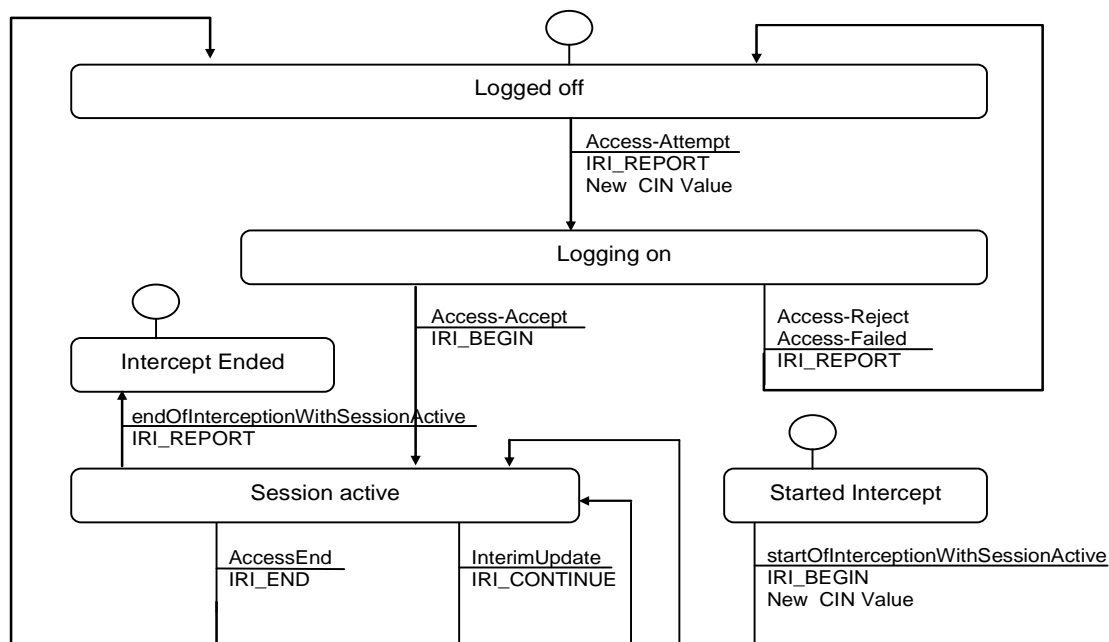 Logged off
Access-Attempt
IRI_REPORT
New CIN Value
Logging on
Access-Accept
IRI_BEGIN
Access-Reject
Access-Failed
IRI_REPORT
Intercept Ended
endOfInterceptionWithSessionActive
IRI_REPORT
Session active
Started Intercept
AccessEnd
IRI_END
InterimUpdate
IRI_CONTINUE
startOfInterceptionWithSessionActive
IRI_BEGIN
New CIN Value